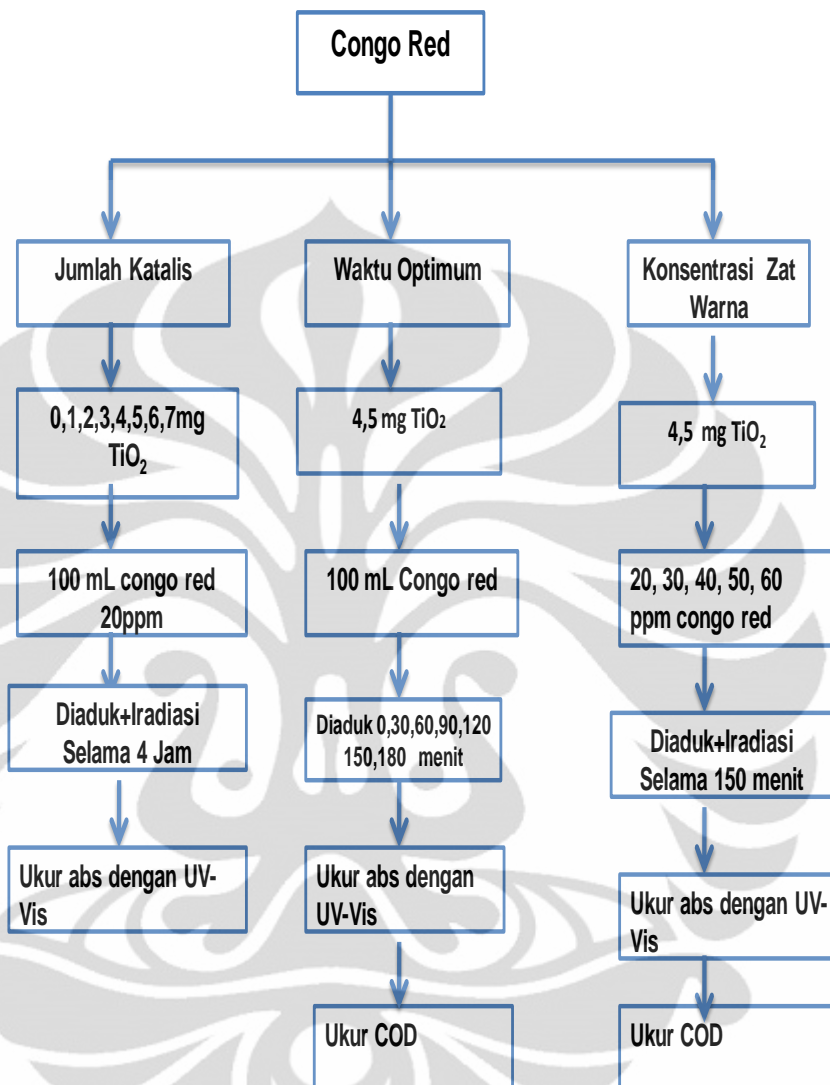 Congo Red
Jumlah Katalis
0,1,2,3,4,5,6,7mg
TiO₂
100 mL congo red
20ppm
Diaduk+Iradiasi
Selama 4 Jam
Ukur abs dengan UV-
Vis
Waktu Optimum
4,5 mg TiO₂
100 mL Congo red
Diaduk 0,30,60,90,120
150,180 menit
Ukur abs dengan
UV-Vis
Ukur COD
Konsentrasi Zat
Warna
4,5 mg TiO₂
20, 30, 40, 50, 60
ppm congo red
Diaduk+Iradiasi
Selama 150 menit
Ukur abs dengan UV-
Vis
Ukur COD